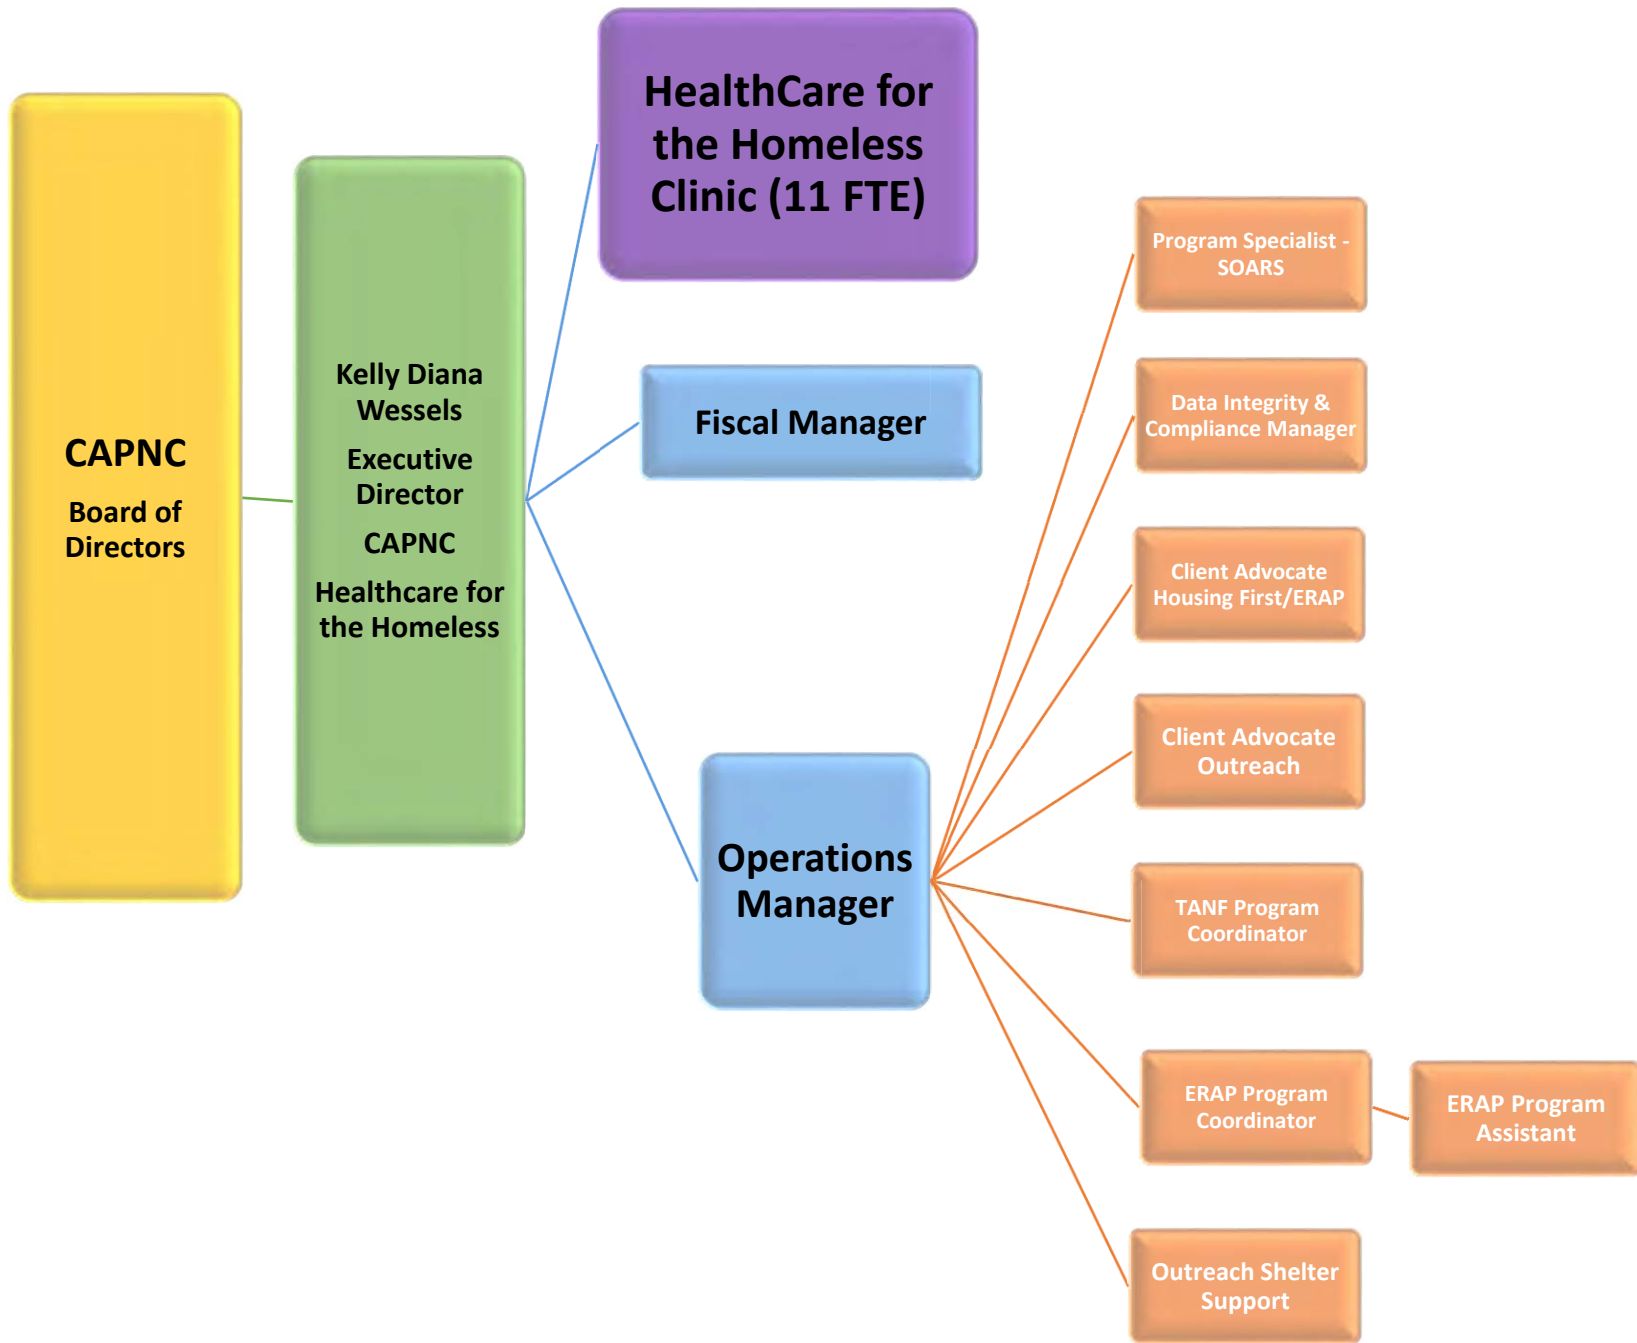 CAPNC
Board of
Directors
Kelly Diana
Wessels
Executive
Director
CAPNC
Healthcare for
the Homeless
HealthCare for
the Homeless
Clinic (11 FTE)
Fiscal Manager
Operations
Manager
Program Specialist -
SOARS
Data Integrity &
Compliance Manager
Client Advocate
Housing First/ERAP
Client Advocate
Outreach
TANF Program
Coordinator
ERAP Program
Coordinator
ERAP Program
Assistant
Outreach Shelter
Support